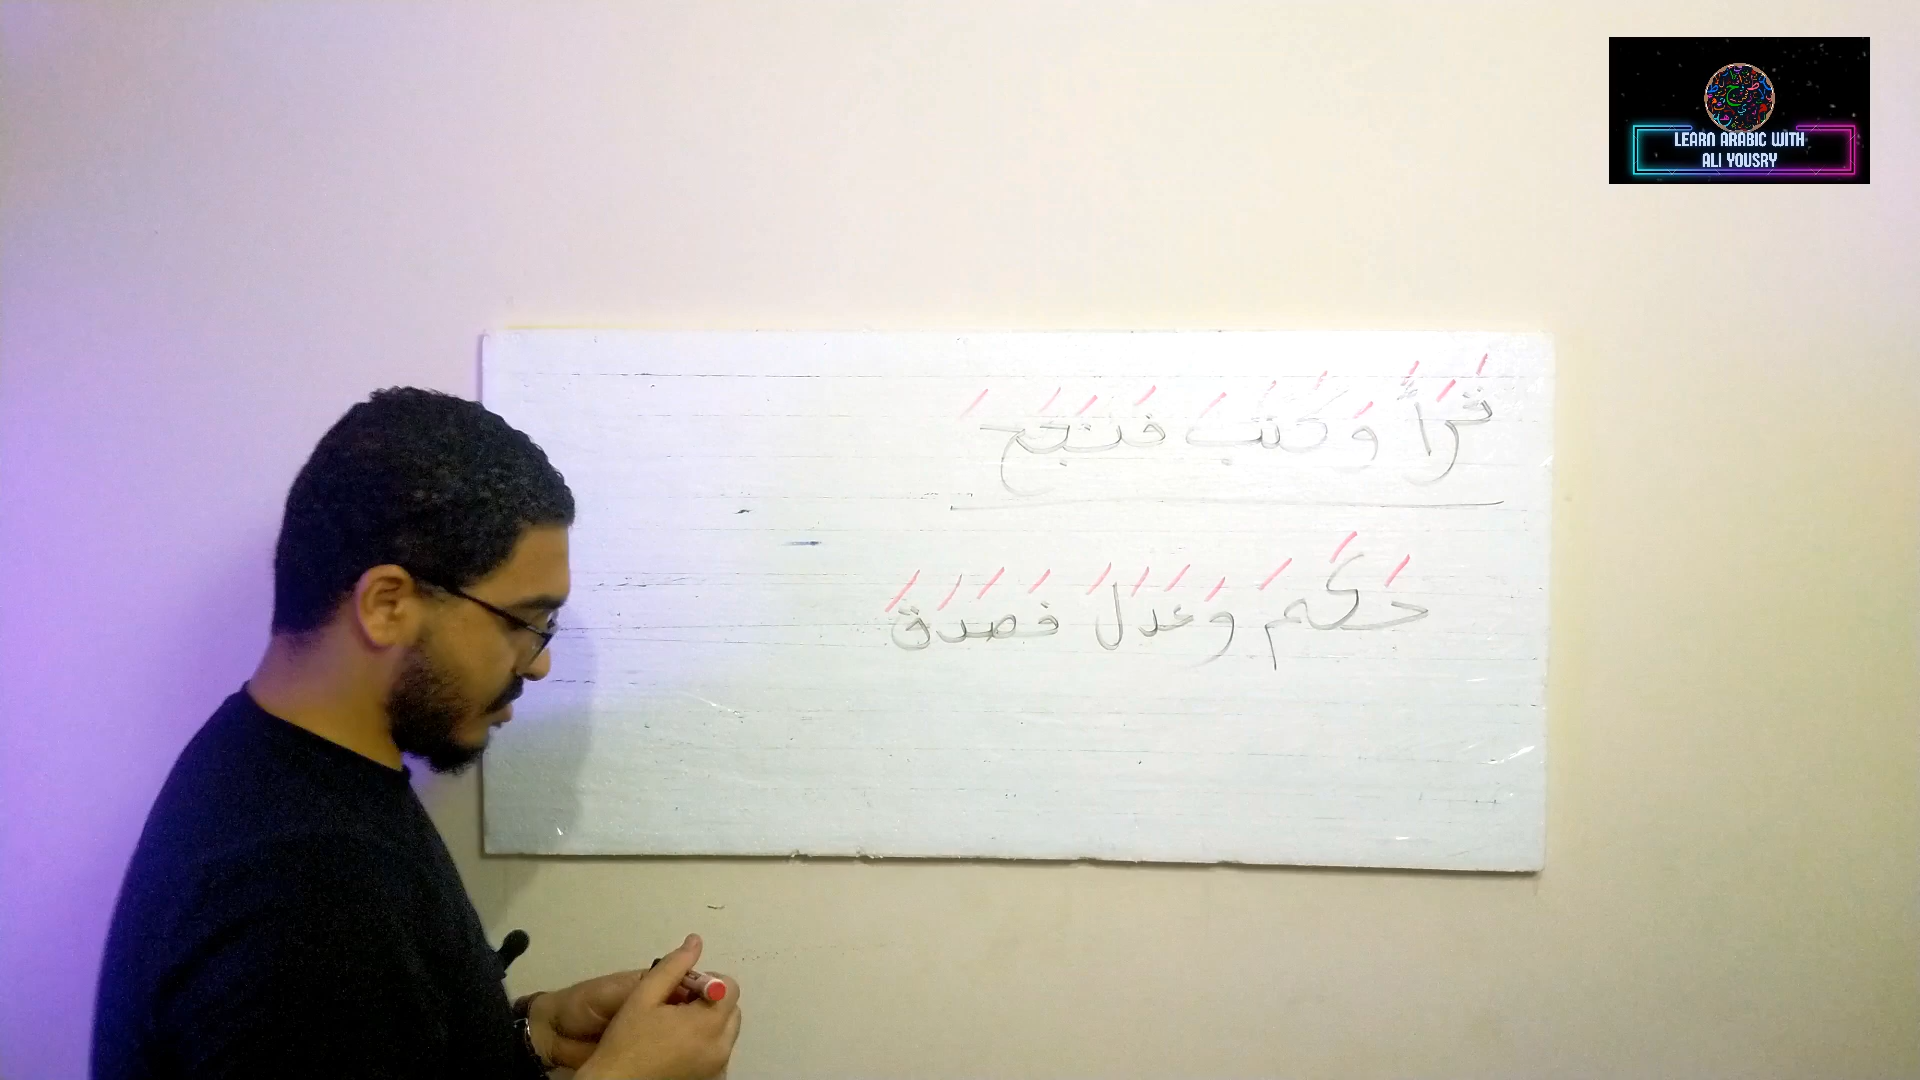 LEARN ARABIC WITH
ALI YOUSRY
قَرَأَ وَكَتَبَ فَنَجَحَ
حَكَمَ وَعَدَلَ فَصَدَقَ